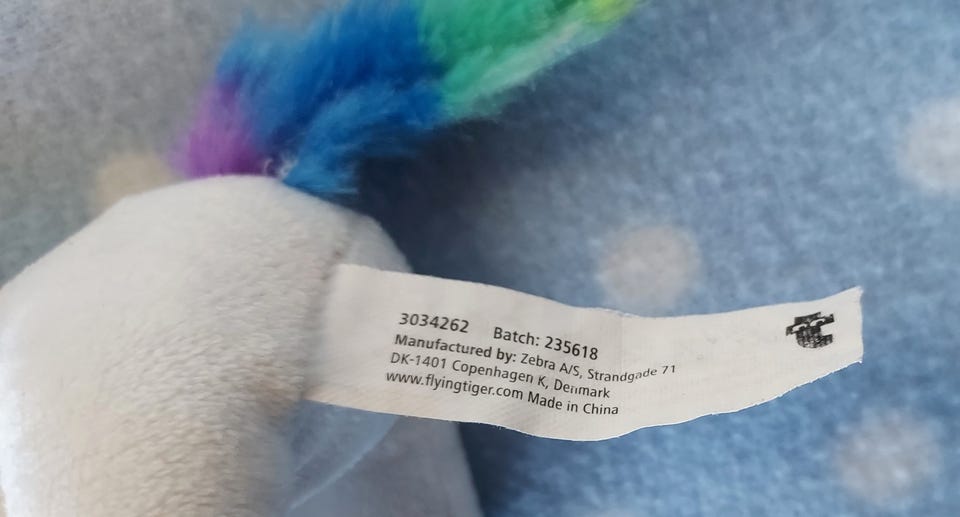 3034262 Batch: 235618
Manufactured by: Zebra A/S, Strandgade 71
DK-1401 Copenhagen K, Denmark
www.flyingtiger.com Made in China